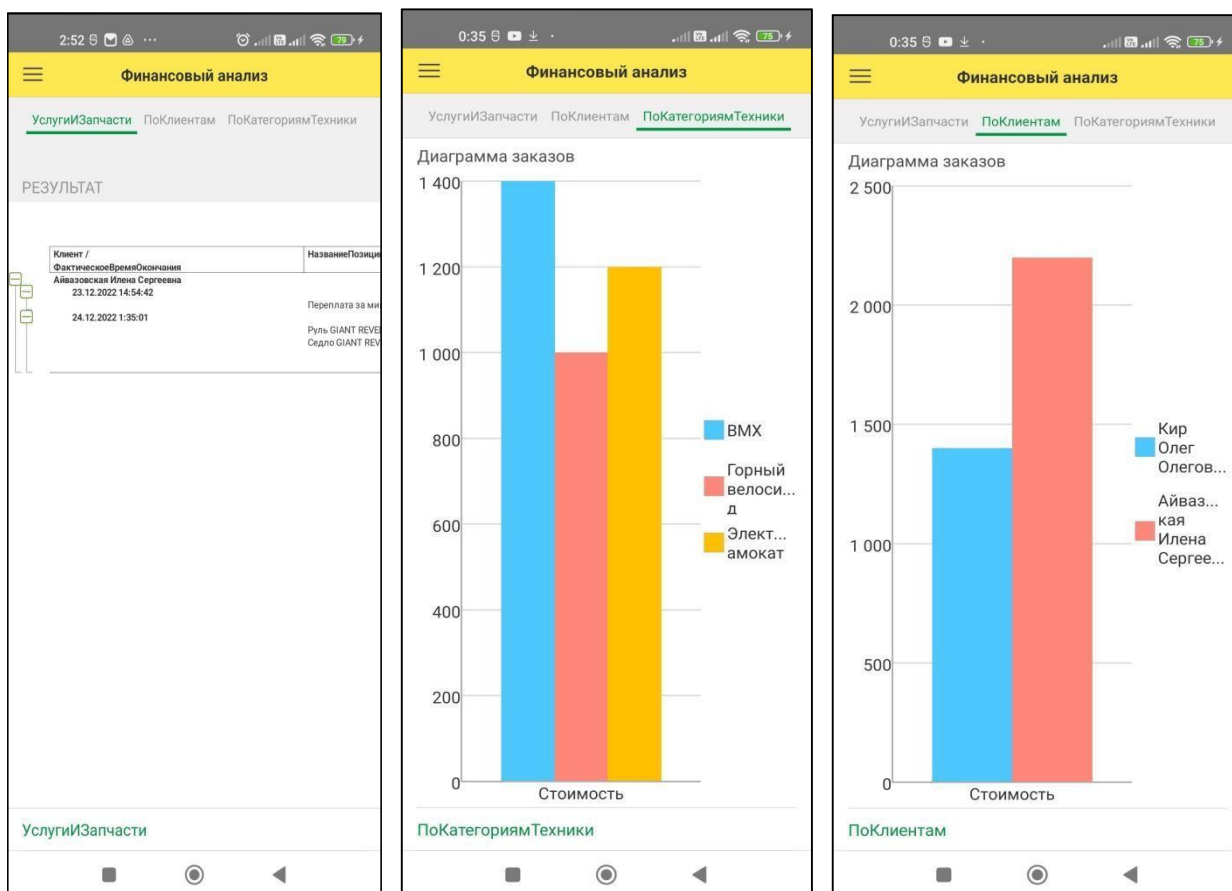 2:52
79
Финансовый анализ
УслугиИЗапчасти ПоКлиентам ПоКатегориямТехники
РЕЗУЛЬТАТ
Клиент / НазваниеПозици
ФактическоеВремяОкончания
Айвазовская Илена Сергеевна
23.12.2022 14:54:42
Переплата за ми
24.12.2022 1:35:01
Руль GIANT REVE
Седло GIANT REV
УслугиИЗапчасти
0:35
75
Финансовый анализ
УслугиИЗапчасти ПоКлиентам ПоКатегориямТехники
Диаграмма заказов
1 400
1 200
1 000
800
600
400
200
0
Стоимость
BMX
Горный
велоси...
д
Элект...
амокат
ПоКатегориямТехники
0:35
75
Финансовый анализ
УслугиИЗапчасти ПоКлиентам ПоКатегориямТехники
Диаграмма заказов
2 500
2 000
1 500
1 000
500
0
Стоимость
Кир
Олег
Олегов...
Айваз...
кая
Илена
Сергее...
ПоКлиентам